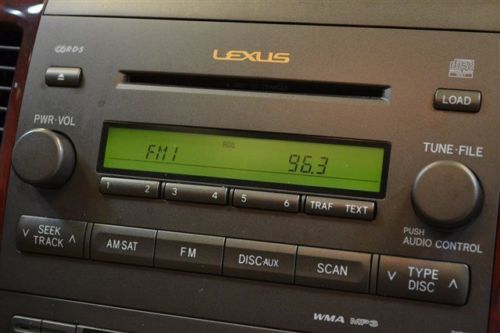 RDS
LEXUS
LOAD
PWR·VOL
TUNE·FILE
RDS
FM1 96.3
1 2 3 4 5 6 TRAF TEXT
PUSH
AUDIO CONTROL
SEEK
TRACK
AM SAT
FM
DISC·AUX
SCAN
TYPE
DISC
WMA MP3